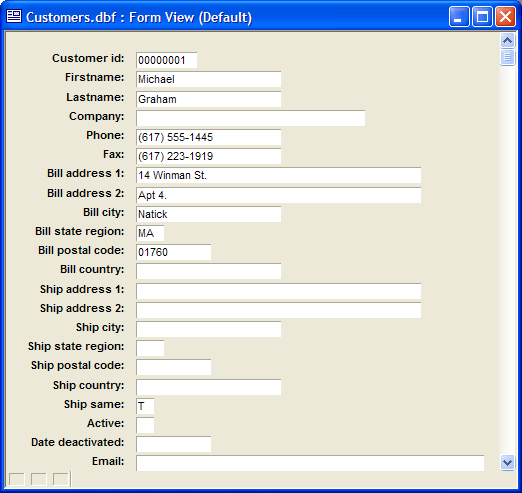 Customers.dbf : Form View (Default)
Customer id: 00000001
Firstname: Michael
Lastname: Graham
Company:
Phone: (617) 555-1445
Fax: (617) 223-1919
Bill address 1: 14 Winman St.
Bill address 2: Apt 4.
Bill city: Natick
Bill state region: MA
Bill postal code: 01760
Bill country:
Ship address 1:
Ship address 2:
Ship city:
Ship state region:
Ship postal code:
Ship country:
Ship same: T
Active:
Date deactivated:
Email: